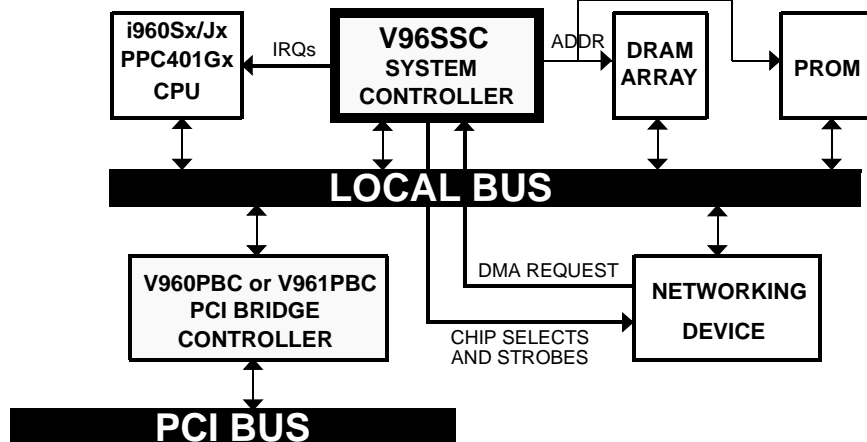 i960Sx/Jx
PPC401Gx
CPU
IRQs
V96SSC
SYSTEM
CONTROLLER
ADDR
DRAM
ARRAY
PROM
LOCAL BUS
V960PBC or V961PBC
PCI BRIDGE
CONTROLLER
DMA REQUEST
CHIP SELECTS
AND STROBES
NETWORKING
DEVICE
PCI BUS